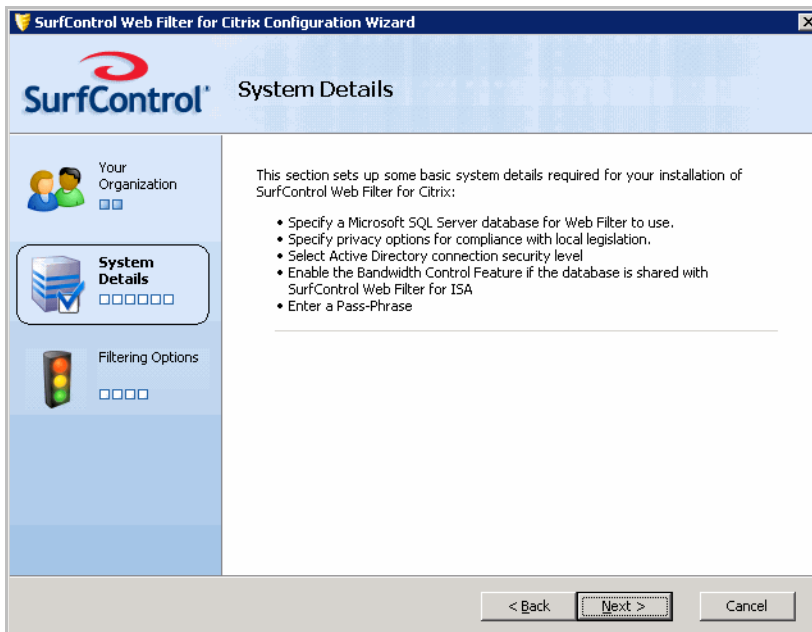 SurfControl Web Filter for Citrix Configuration Wizard
SurfControl
System Details
Your
Organization
System
Details
Filtering Options
This section sets up some basic system details required for your installation of
SurfControl Web Filter for Citrix:
• Specify a Microsoft SQL Server database for Web Filter to use.
• Specify privacy options for compliance with local legislation.
• Select Active Directory connection security level
• Enable the Bandwidth Control Feature if the database is shared with
SurfControl Web Filter for ISA
• Enter a Pass-Phrase
< Back
Next >
Cancel